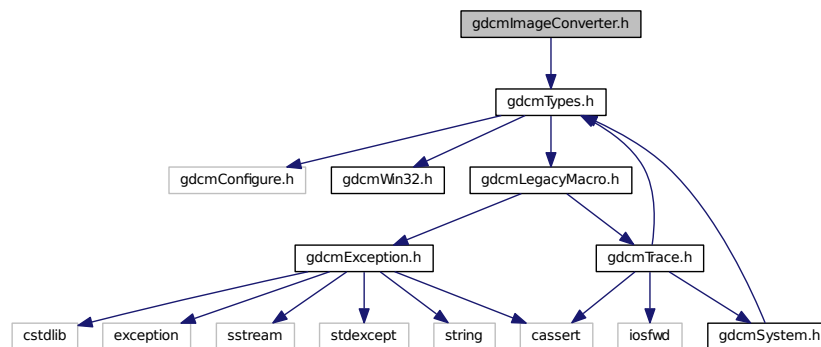 gdcmImageConverter.h
gdcmTypes.h
gdcmConfigure.h
gdcmWin32.h
gdcmLegacyMacro.h
gdcmException.h
gdcmTrace.h
cstdlib
exception
sstream
stdexcept
string
cassert
iosfwd
gdcmSystem.h